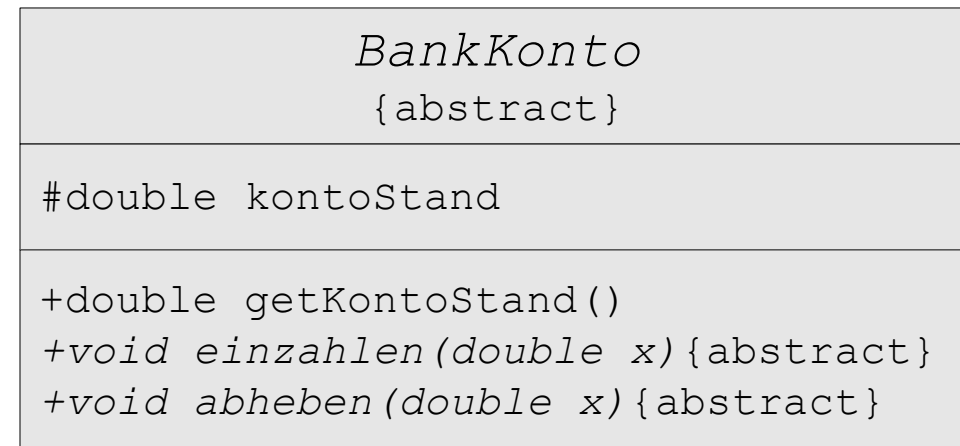 BankKonto
{abstract}
#double kontoStand
+double getKontoStand()
+void einzahlen(double x){abstract}
+void abheben(double x){abstract}